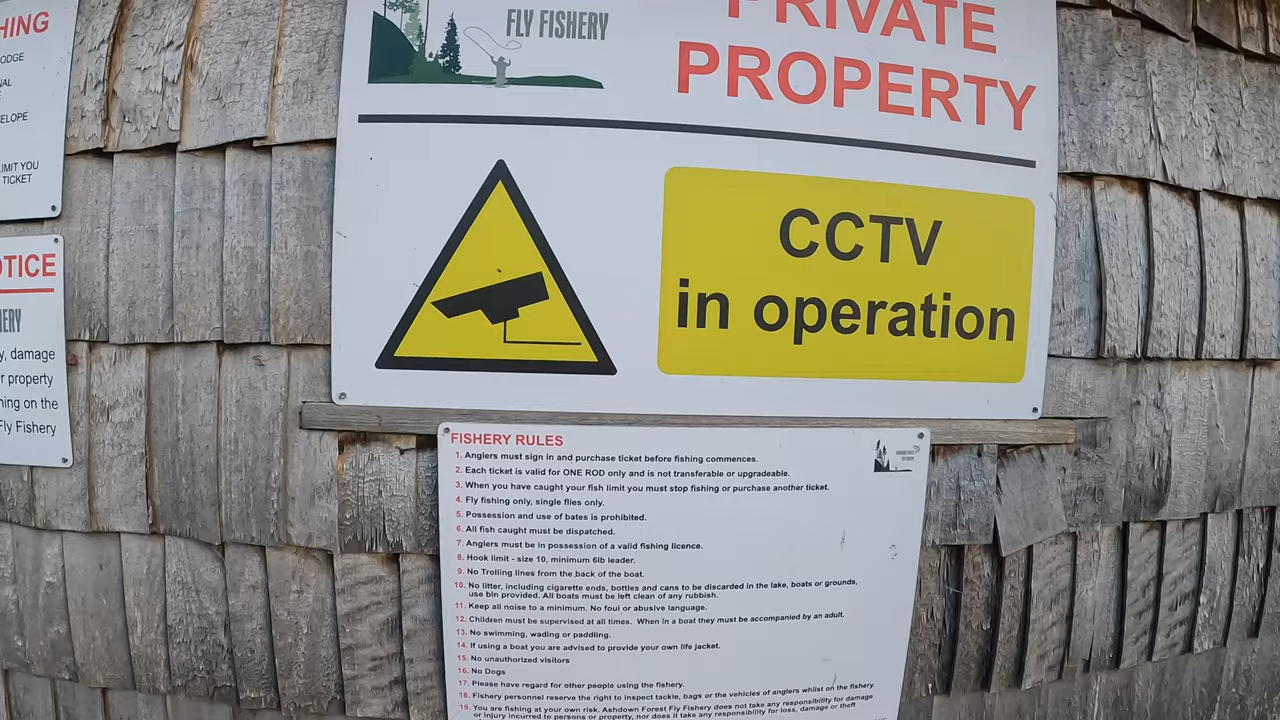 HING
ODGE
NAL
ELOPE
LIMIT YOU
TICKET
OTICE
ERY
y, damage
r property
hing on the
Fly Fishery
FLY FISHERY
PRIVATE
PROPERTY
CCTV
in operation
FISHERY RULES
1. Anglers must sign in and purchase ticket before fishing commences.
2. Each ticket is valid for ONE ROD only and is not transferable or upgradeable.
3. When you have caught your fish limit you must stop fishing or purchase another ticket.
4. Fly fishing only, single flies only.
5. Possession and use of bates is prohibited.
6. All fish caught must be dispatched.
7. Anglers must be in possession of a valid fishing licence.
8. Hook limit - size 10, minimum 6lb leader.
9. No Trolling lines from the back of the boat.
10. No litter, including cigarette ends, bottles and cans to be discarded in the lake, boats or grounds,
use bin provided. All boats must be left clean of any rubbish.
11. Keep all noise to a minimum. No foul or abusive language.
12. Children must be supervised at all times. When in a boat they must be accompanied by an adult.
13. No swimming, wading or paddling.
14. If using a boat you are advised to provide your own life jacket.
15. No unauthorized visitors
16. No Dogs
17. Please have regard for other people using the fishery.
18. Fishery personnel reserve the right to inspect tackle, bags or the vehicles of anglers whilst on the fishery.
19. You are fishing at your own risk. Ashdown Forest Fly Fishery does not take any responsibility for damage
or injury incurred to persons or property, nor does it take any responsibility for loss, damage or theft